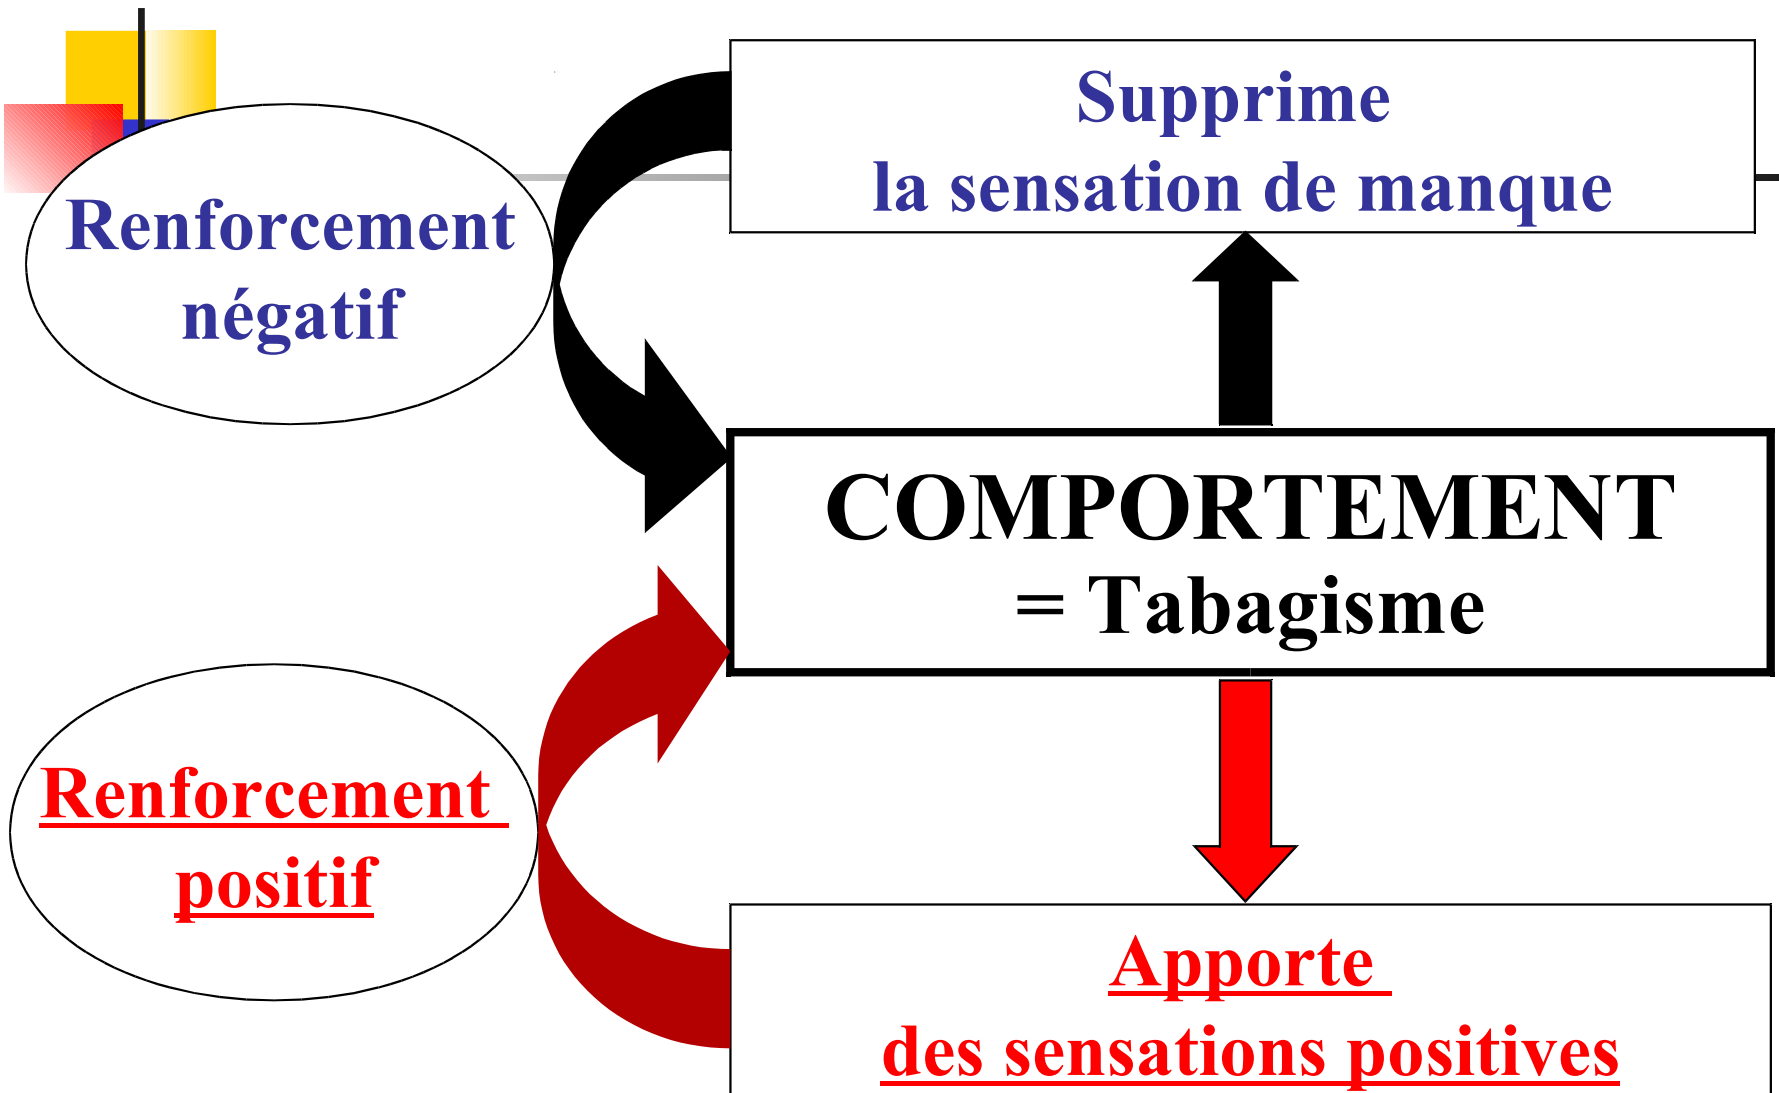 Supprime
la sensation de manque
Renforcement
négatif
COMPORTEMENT
= Tabagisme
Renforcement
positif
Apporte
des sensations positives